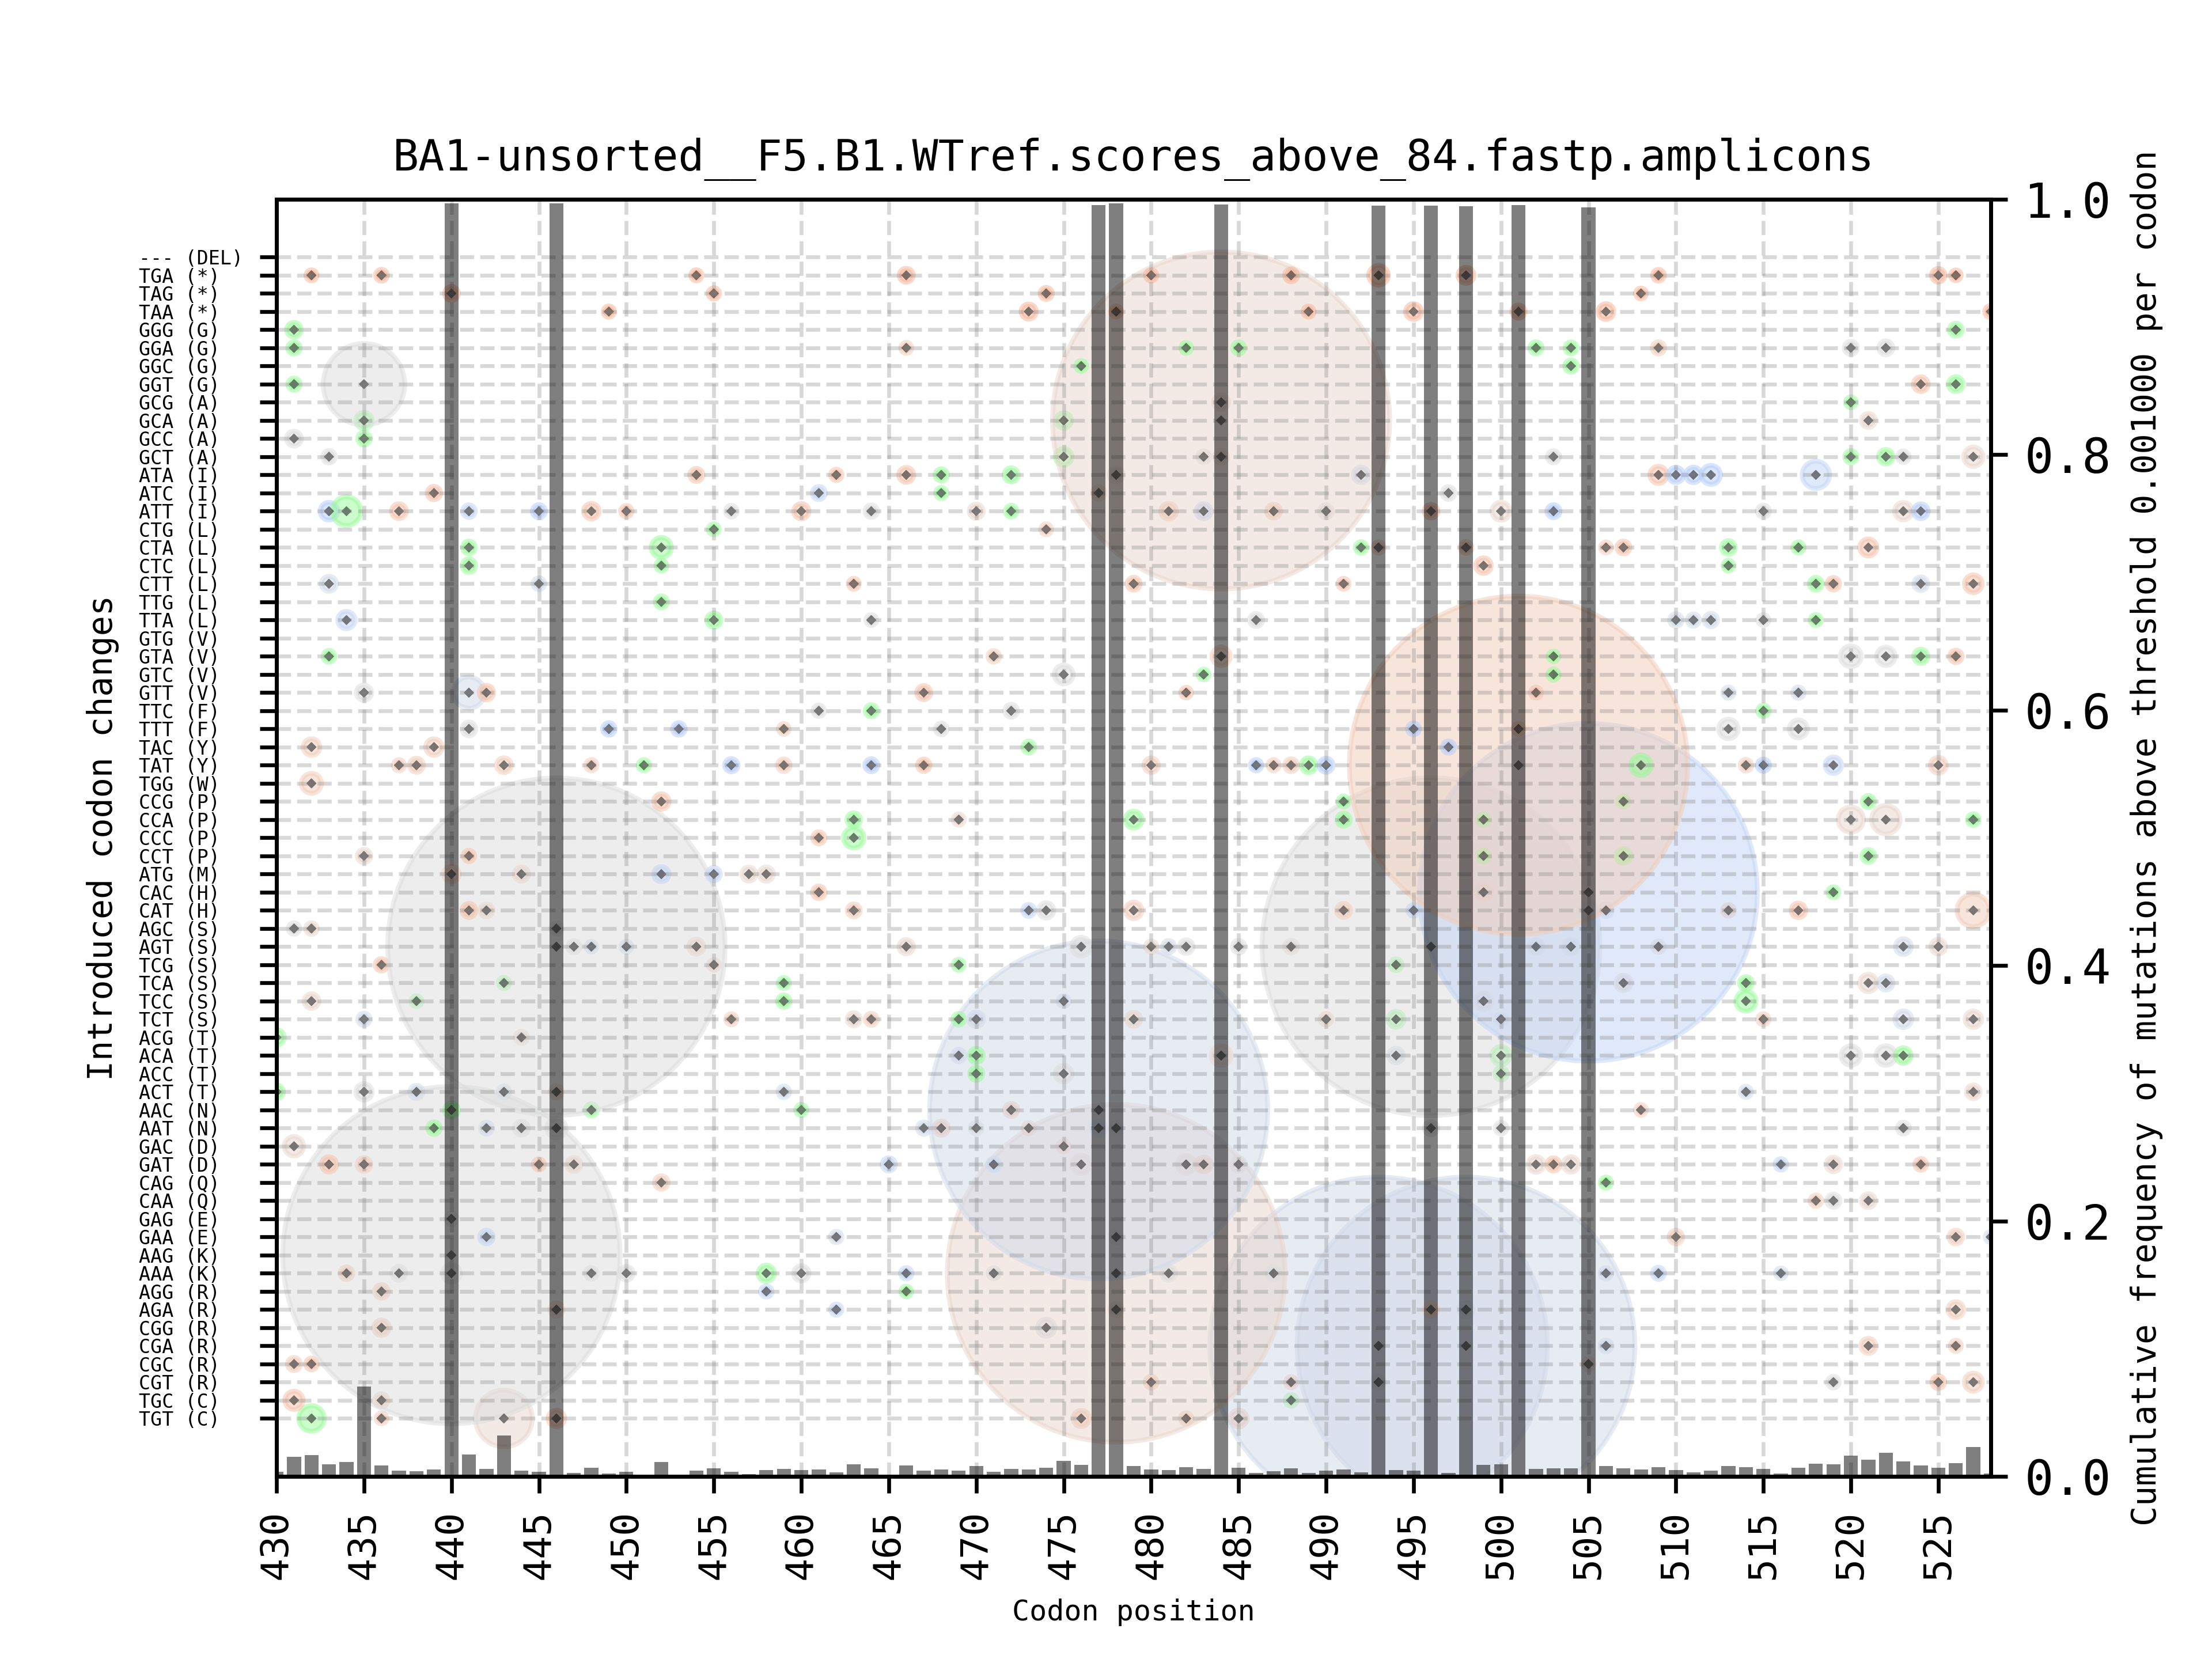 BA1-unsorted__F5.B1.WTref.scores_above_84.fastp.amplicons
Introduced codon changes
--- (DEL)
TGA (*)
TAG (*)
TAA (*)
GGG (G)
GGA (G)
GGC (G)
GGT (G)
GCG (A)
GCA (A)
GCC (A)
GCT (A)
ATA (I)
ATC (I)
ATT (I)
CTG (L)
CTA (L)
CTC (L)
CTT (L)
TTG (L)
TTA (L)
GTG (V)
GTA (V)
GTC (V)
GTT (V)
TTC (F)
TTT (F)
TAC (Y)
TAT (Y)
TGG (W)
CCG (P)
CCA (P)
CCC (P)
CCT (P)
ATG (M)
CAC (H)
CAT (H)
AGC (S)
AGT (S)
TCG (S)
TCA (S)
TCC (S)
TCT (S)
ACG (T)
ACA (T)
ACC (T)
ACT (T)
AAC (N)
AAT (N)
GAC (D)
GAT (D)
CAG (Q)
CAA (Q)
GAG (E)
GAA (E)
AAG (K)
AAA (K)
AGG (R)
AGA (R)
CGG (R)
CGA (R)
CGC (R)
CGT (R)
TGC (C)
TGT (C)
1.0
0.8
0.6
0.4
0.2
0.0
Cumulative frequency of mutations above threshold 0.001000 per codon
430 435 440 445 450 455 460 465 470 475 480 485 490 495 500 505 510 515 520 525
Codon position